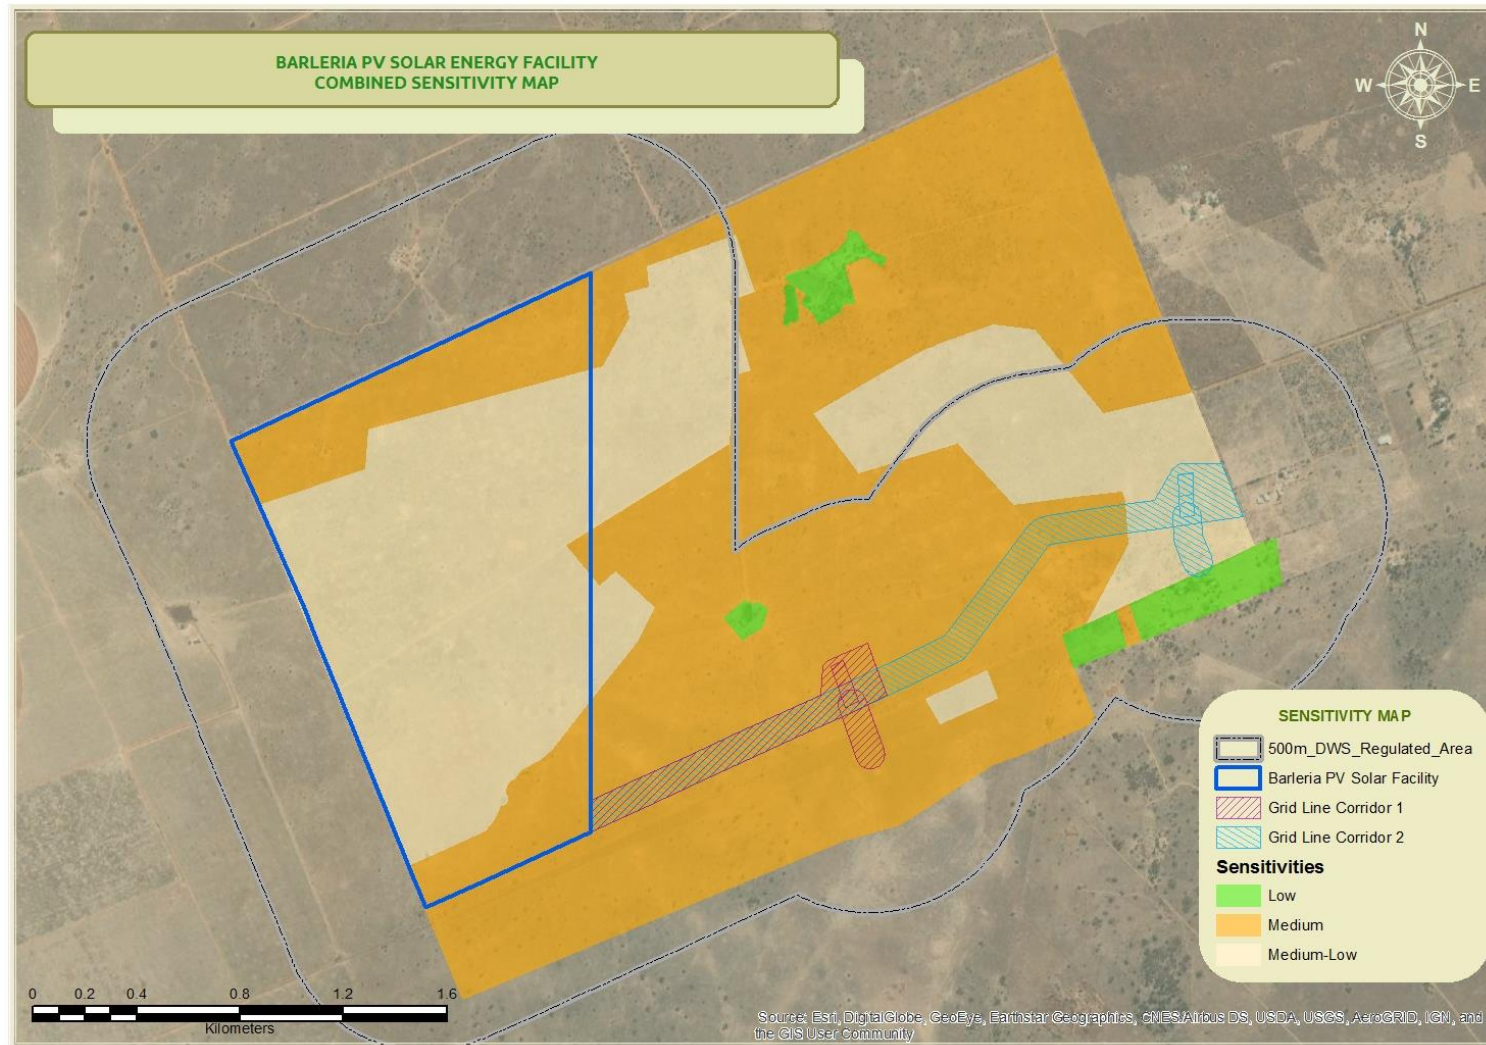 BARLERIA PV SOLAR ENERGY FACILITY
COMBINED SENSITIVITY MAP
N
W
E
S
SENSITIVITY MAP
500m_DWS_Regulated_Area
Barleria PV Solar Facility
Grid Line Corridor 1
Grid Line Corridor 2
Sensitivities
Low
Medium
Medium-Low
0 0.2 0.4 0.8 1.2 1.6
Kilometers
Source: Esri, DigitalGlobe, GeoEye, Earthstar Geographics, CNES/Airbus DS, USDA, USGS, AeroGRID, IGN, and
the GIS User Community